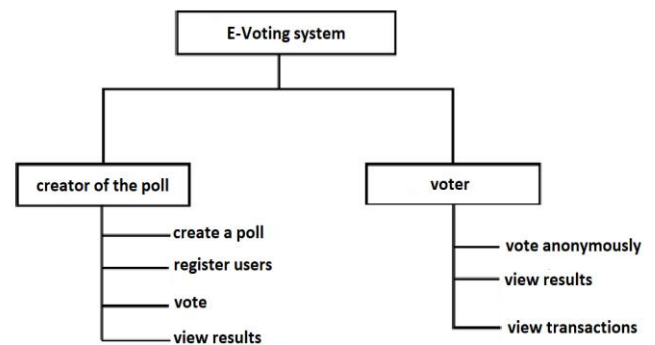 E-Voting system
creator of the poll
voter
create a poll
register users
vote
view results
vote anonymously
view results
view transactions